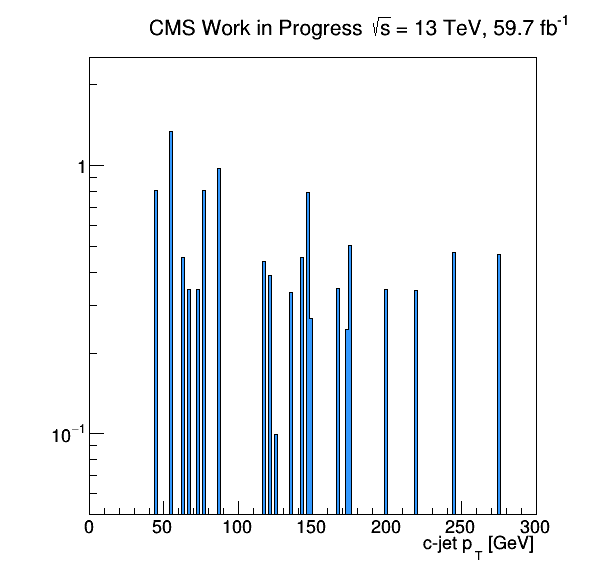 CMS Work in Progress √s = 13 TeV, 59.7 fb⁻¹
1
10⁻¹
0 50 100 150 200 250 300
c-jet p_T [GeV]